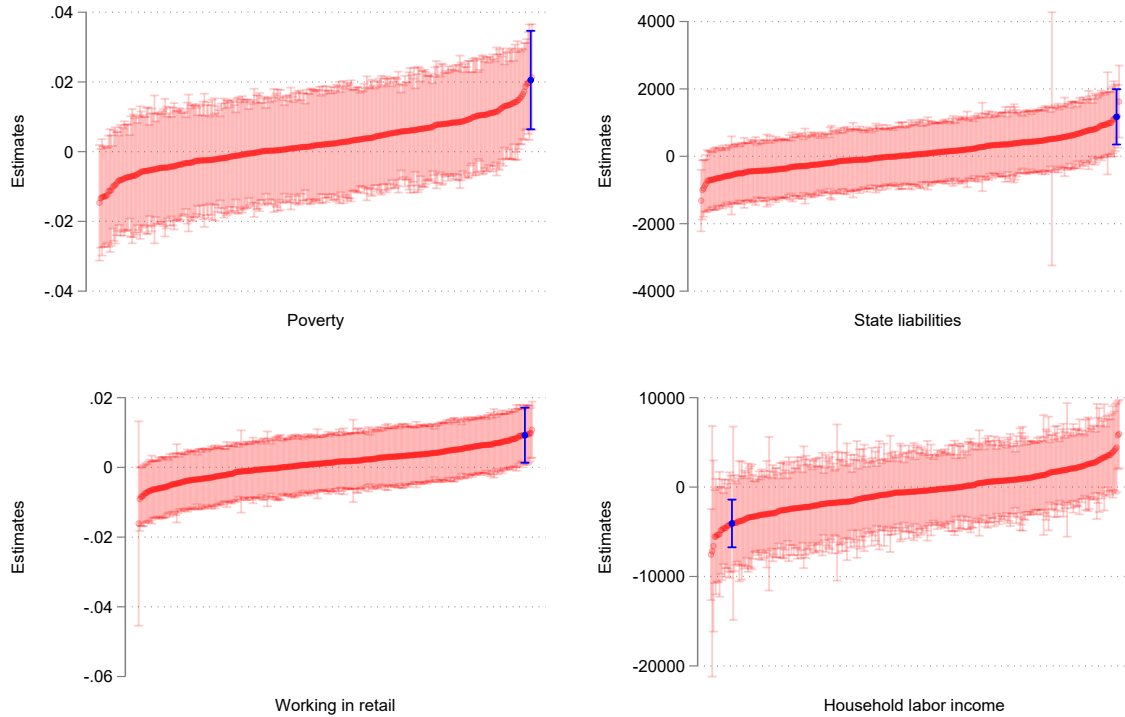 .04
.02
0
-.02
-.04
Estimates
Poverty
4000
2000
0
-2000
-4000
Estimates
State liabilities
.02
0
-.02
-.04
-.06
Estimates
Working in retail
10000
0
-10000
-20000
Estimates
Household labor income